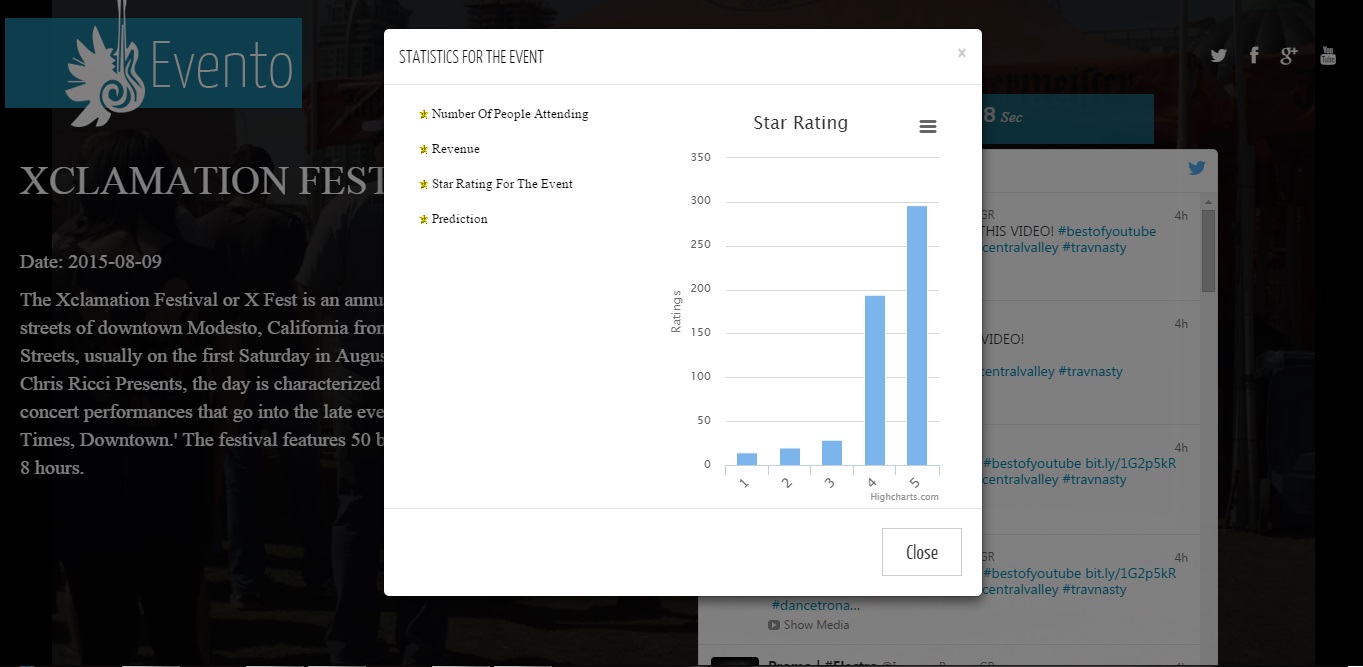 Evento
XCLAMATION FEST
Date: 2015-08-09
The Xclamation Festival or X Fest is an
streets of downtown Modesto, California
Streets, usually on the first Saturday in
Chris Ricci Presents, the day is characterized
concert performances that go into the late
Times, Downtown.' The festival features 50
8 hours.
STATISTICS FOR THE EVENT
×
Number Of People Attending
Revenue
Star Rating For The Event
Prediction
Star Rating
Ratings
350
300
250
200
150
100
50
0
1
2
3
4
5
Highcharts.com
Close
8 Sec
GR
4h
THIS VIDEO! #bestofyoutube
centralvalley #travnasty
4h
VIDEO!
centralvalley #travnasty
4h
#bestofyoutube bit.ly/1G2p5kR
centralvalley #travnasty
GR
4h
#bestofyoutube bit.ly/1G2p5kR
centralvalley #travnasty
#dancetrona...
Show Media